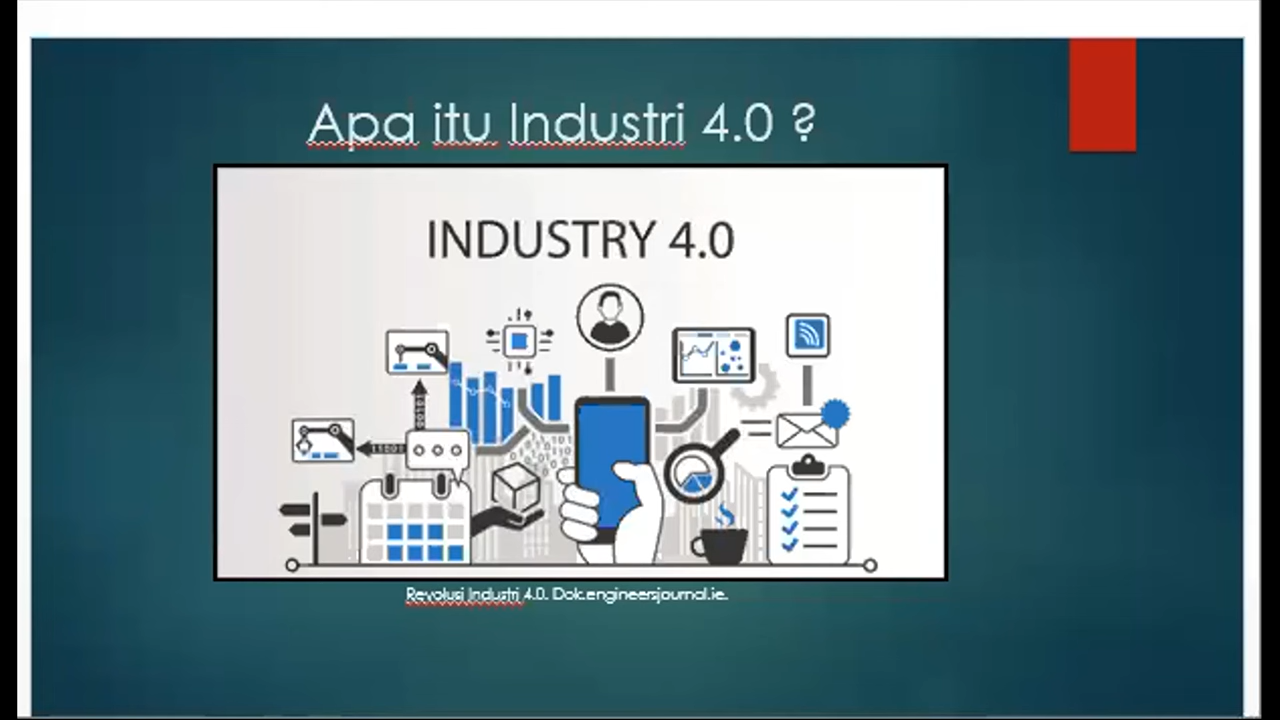 Apa itu Industri 4.0 ?
INDUSTRY 4.0
Revolusi Industri 4.0. Dok.engineersjournal.ie.